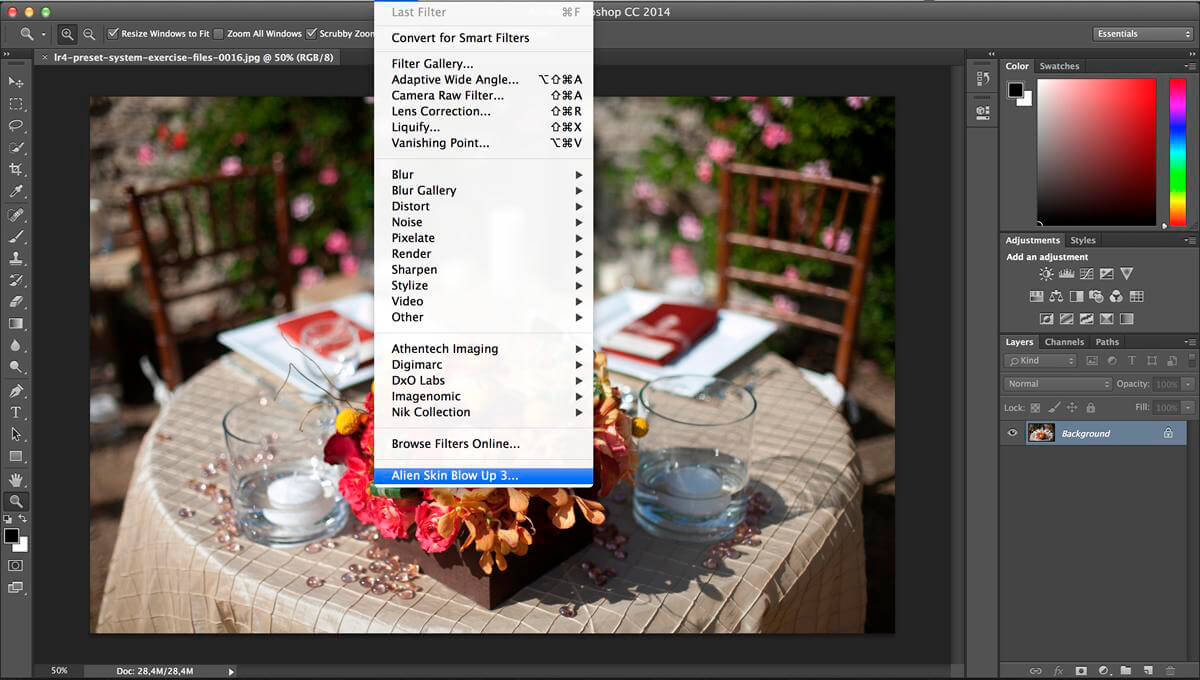 Last Filter ⌘F
shop CC 2014
Resize Windows to Fit Zoom All Windows Scrubby Zoom
Essentials
× lr4-preset-system-exercise-files-0016.jpg @ 50% (RGB/8)
Convert for Smart Filters
Filter Gallery...
Adaptive Wide Angle... ⌥⇧⌘A
Camera Raw Filter... ⇧⌘A
Lens Correction... ⇧⌘R
Liquify... ⇧⌘X
Vanishing Point... ⌥⌘V
Blur
Blur Gallery
Distort
Noise
Pixelate
Render
Sharpen
Stylize
Video
Other
Athentech Imaging
Digimarc
DxO Labs
Imagenomic
Nik Collection
Browse Filters Online...
Alien Skin Blow Up 3...
Color Swatches
Adjustments Styles
Add an adjustment
Layers Channels Paths
Kind
Normal Opacity: 100%
Lock: Fill: 100%
Background
fx
50% Doc: 28,4M/28,4M